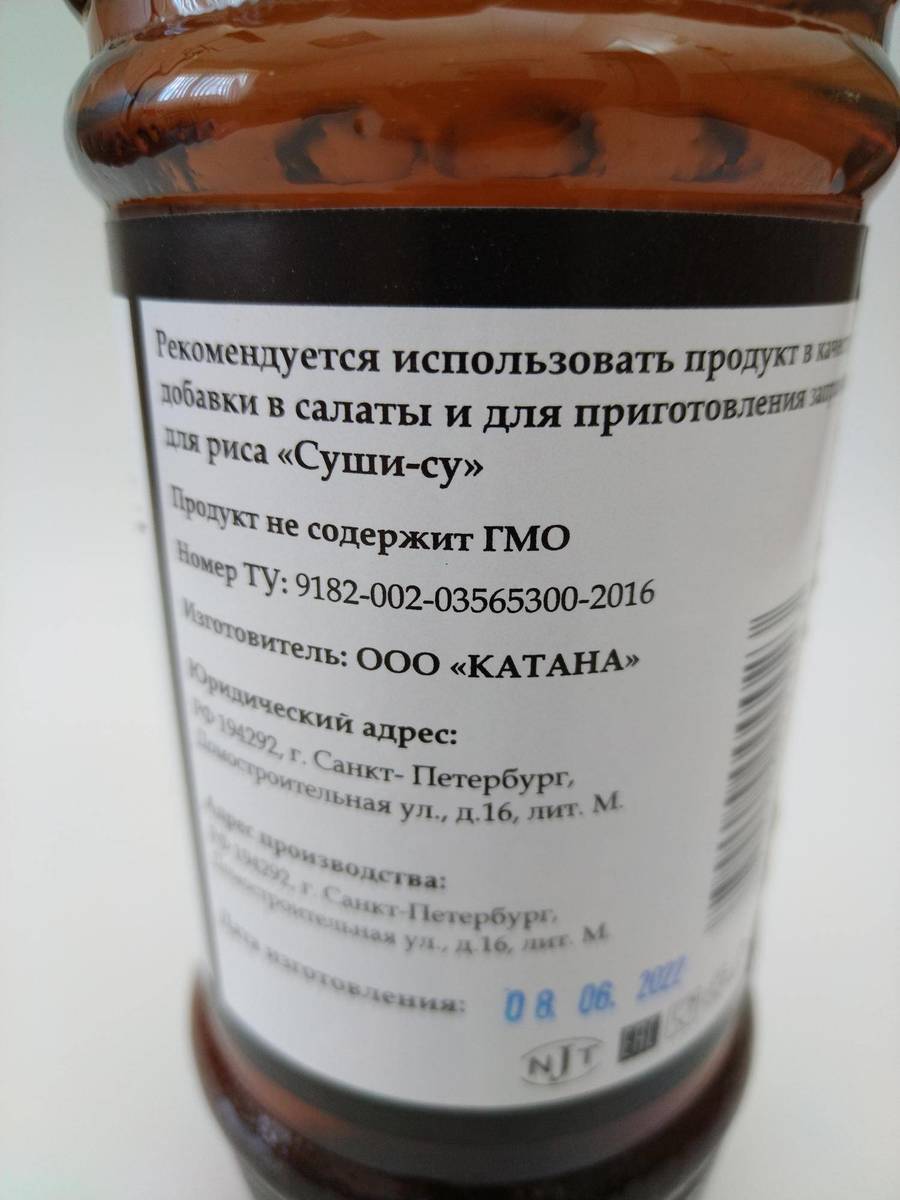 Рекомендуется использовать продукт в
добавки в салаты и для приготовления
для риса «Суши-су»
Продукт не содержит ГМО
Номер ТУ: 9182-002-03565300-2016
Изготовитель: ООО «КАТАНА»
Юридический адрес:
РФ 194292, г. Санкт- Петербург,
Домостроительная ул., д.16, лит. М.
Адрес производства:
РФ 194292, г. Санкт-Петербург,
Домостроительная ул., д.16, лит. М.
Дата изготовления: 08. 06. 2022
NJT EAC